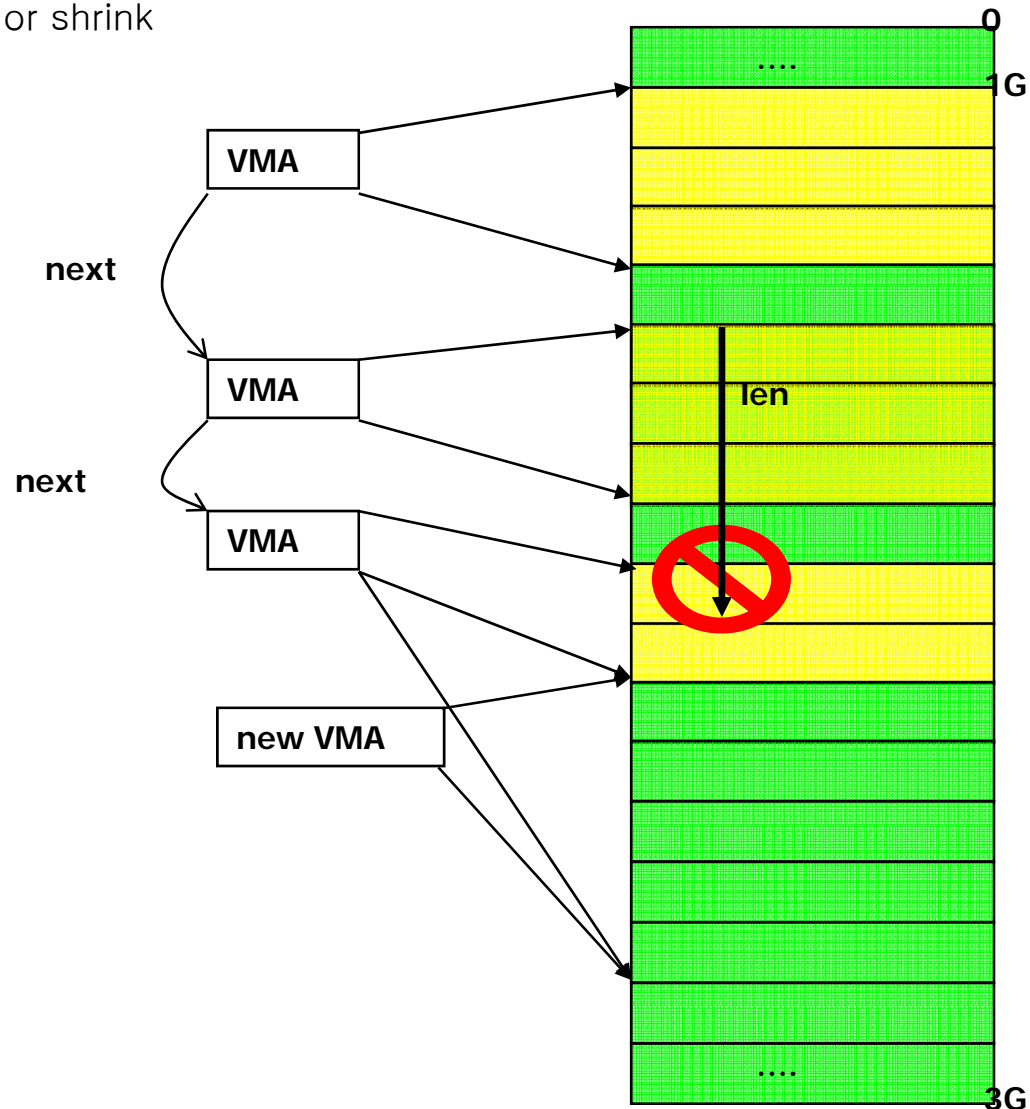 or shrink
0
....
1G
VMA
next
VMA
len
next
VMA
new VMA
....
3G